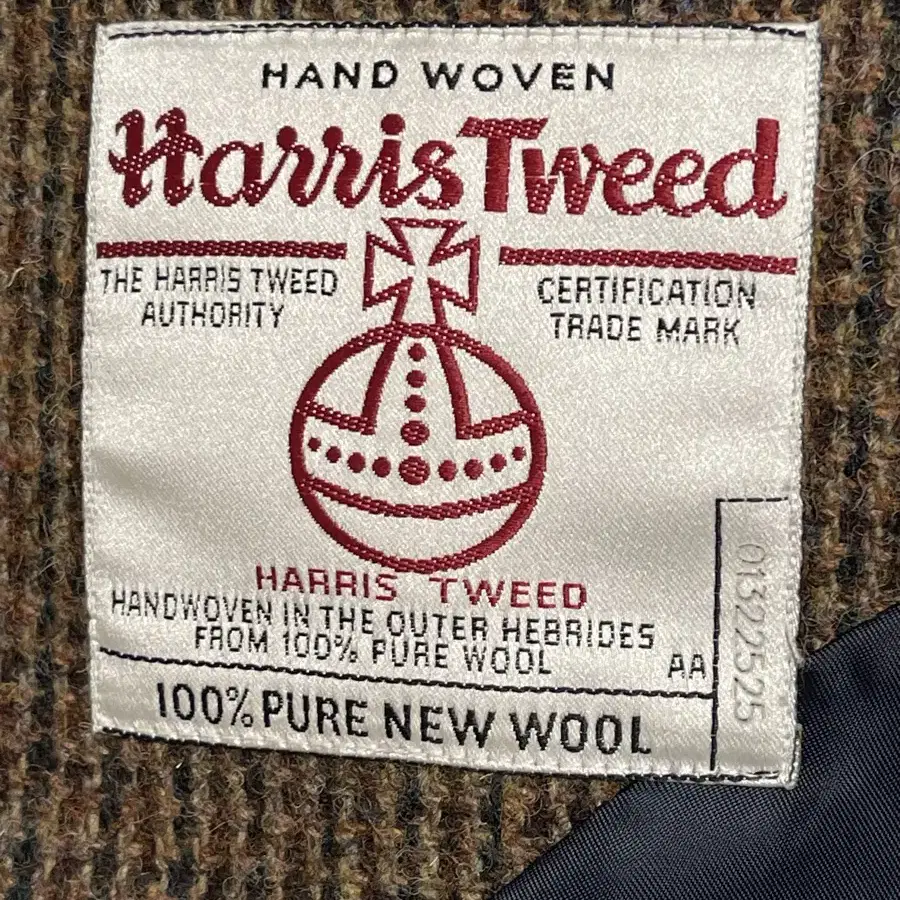 HAND WOVEN
Harris Tweed
THE HARRIS TWEED
AUTHORITY
CERTIFICATION
TRADE MARK
HARRIS TWEED
HANDWOVEN IN THE OUTER HEBRIDES
FROM 100% PURE WOOL
AA
013225525
100% PURE NEW WOOL